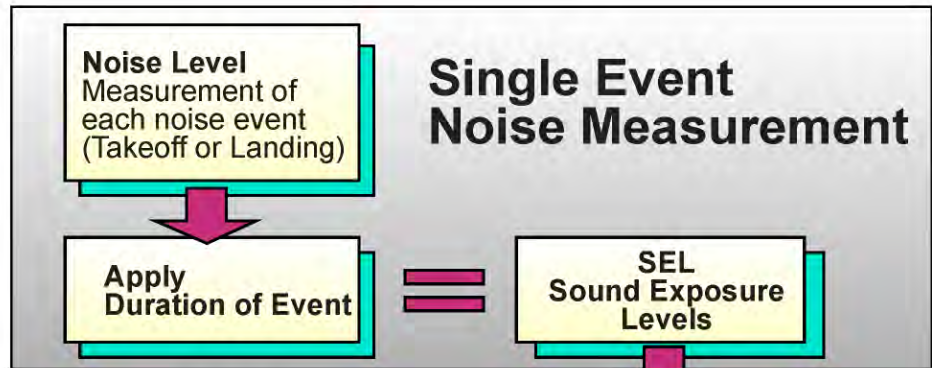 Noise Level
Measurement of
each noise event
(Takeoff or Landing)
Single Event
Noise Measurement
Apply
Duration of Event
SEL
Sound Exposure
Levels